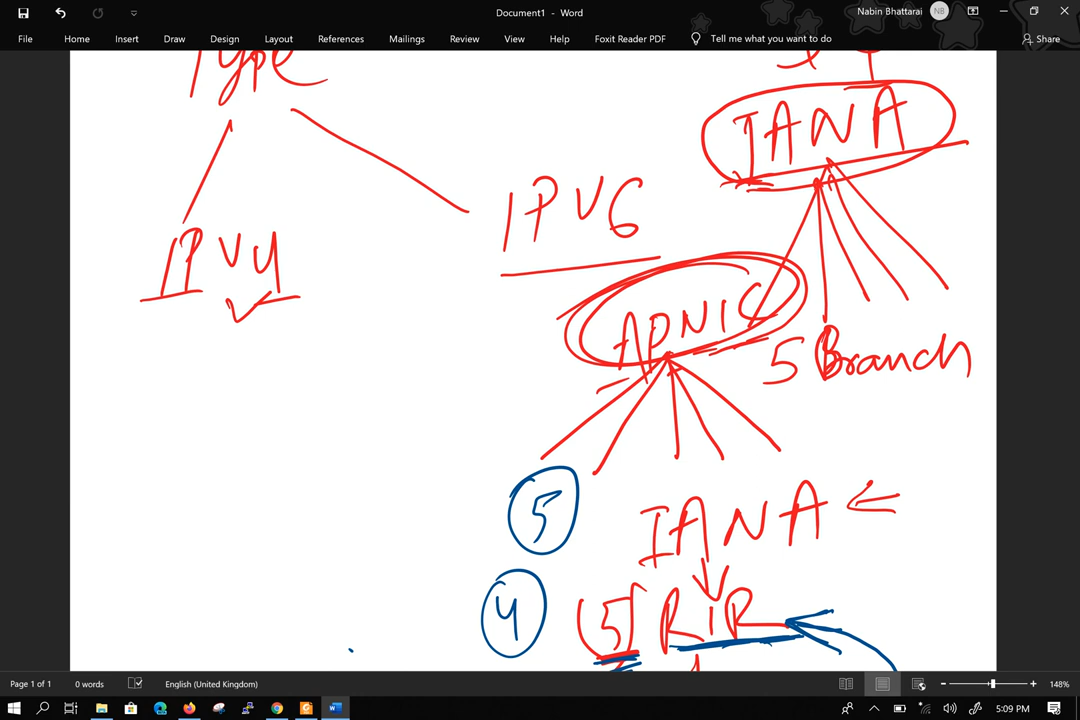 Document1 - Word
Nabin Bhattarai
NB
File Home Insert Draw Design Layout References Mailings Review View Help Foxit Reader PDF Tell me what you want to do Share
Type
IANA
IPV6
IPV4
APNIC
5 Branch
5
IANA
4
(5) RIR
Page 1 of 1 0 words English (United Kingdom) 148%
5:09 PM